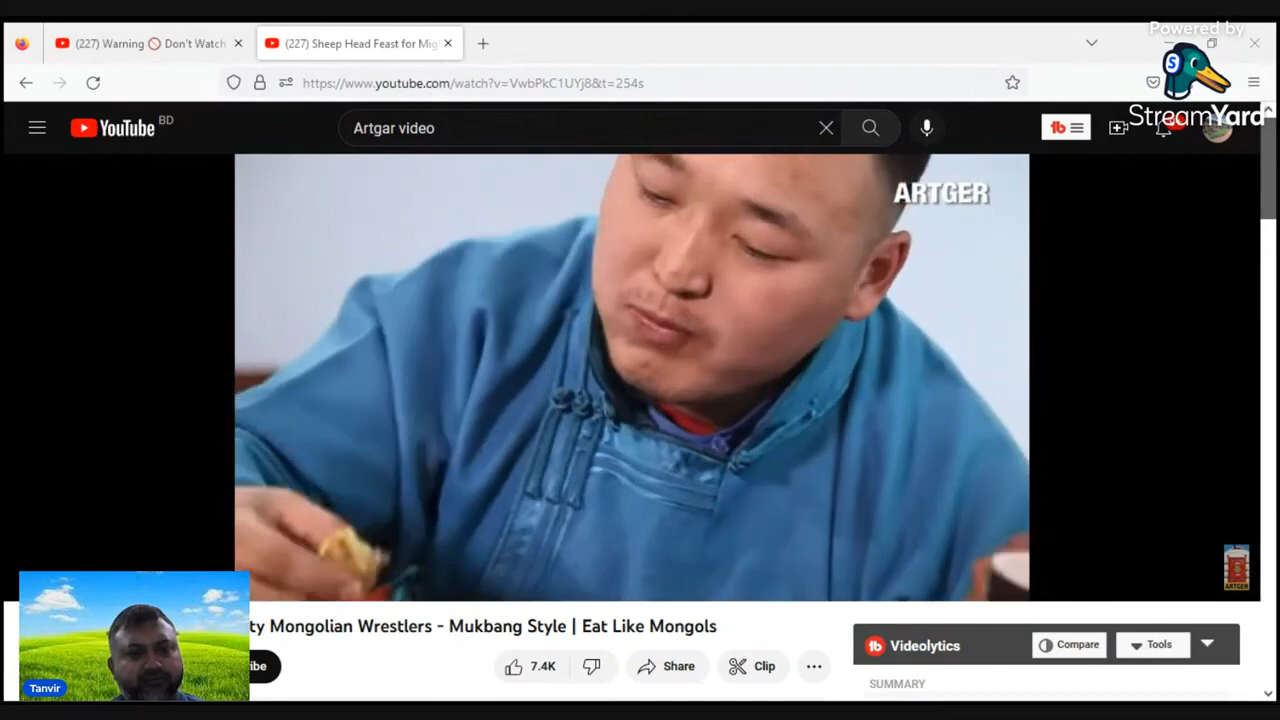 Powered by
StreamYard
(227) Warning 🚫 Don't Watch
(227) Sheep Head Feast for Mig
https://www.youtube.com/watch?v=VwbPkC1UYj8&t=254s
YouTube BD
Artgar video
ARTGER
ARTGER
ty Mongolian Wrestlers - Mukbang Style | Eat Like Mongols
be
7.4K
Share
Clip
Videolytics
Compare
Tools
SUMMARY
Tanvir